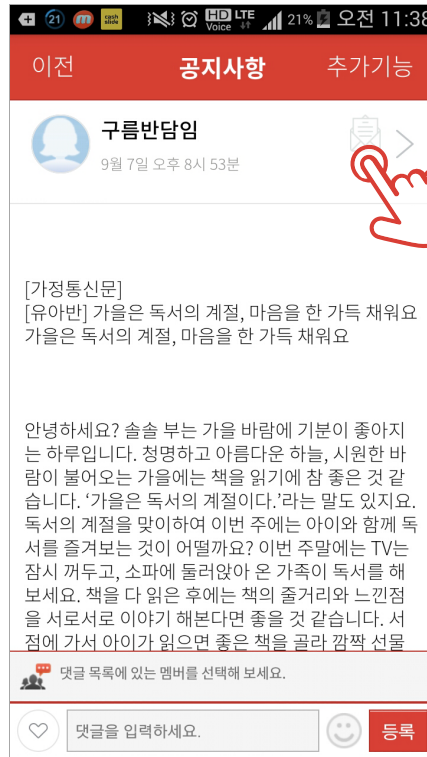 21 cash slide HD Voice LTE 21% 오전 11:38
이전 공지사항 추가기능
구름반담임
9월 7일 오후 8시 53분
[가정통신문]
[유아반] 가을은 독서의 계절, 마음을 한 가득 채워요
가을은 독서의 계절, 마음을 한 가득 채워요
안녕하세요? 솔솔 부는 가을 바람에 기분이 좋아지
는 하루입니다. 청명하고 아름다운 하늘, 시원한 바
람이 불어오는 가을에는 책을 읽기에 참 좋은 것 같
습니다. ‘가을은 독서의 계절이다.’라는 말도 있지요.
독서의 계절을 맞이하여 이번 주에는 아이와 함께 독
서를 즐겨보는 것이 어떨까요? 이번 주말에는 TV는
잠시 꺼두고, 소파에 둘러앉아 온 가족이 독서를 해
보세요. 책을 다 읽은 후에는 책의 줄거리와 느낀점
을 서로서로 이야기 해본다면 좋을 것 같습니다. 서
점에 가서 아이가 읽으면 좋은 책을 골라 깜짝 선물
댓글 목록에 있는 멤버를 선택해 보세요.
댓글을 입력하세요. 등록